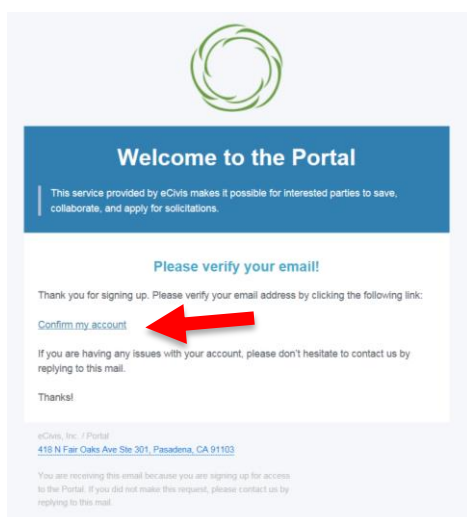 Welcome to the Portal
This service provided by eCivis makes it possible for interested parties to save,
collaborate, and apply for solicitations.
Please verify your email!
Thank you for signing up. Please verify your email address by clicking the following link:
Confirm my account
If you are having any issues with your account, please don't hesitate to contact us by
replying to this mail.
Thanks!
eCivis, Inc. / Portal
418 N Fair Oaks Ave Ste 301, Pasadena, CA 91103
You are receiving this email because you are signing up for access
to the Portal. If you did not make this request, please contact us by
replying to this mail.